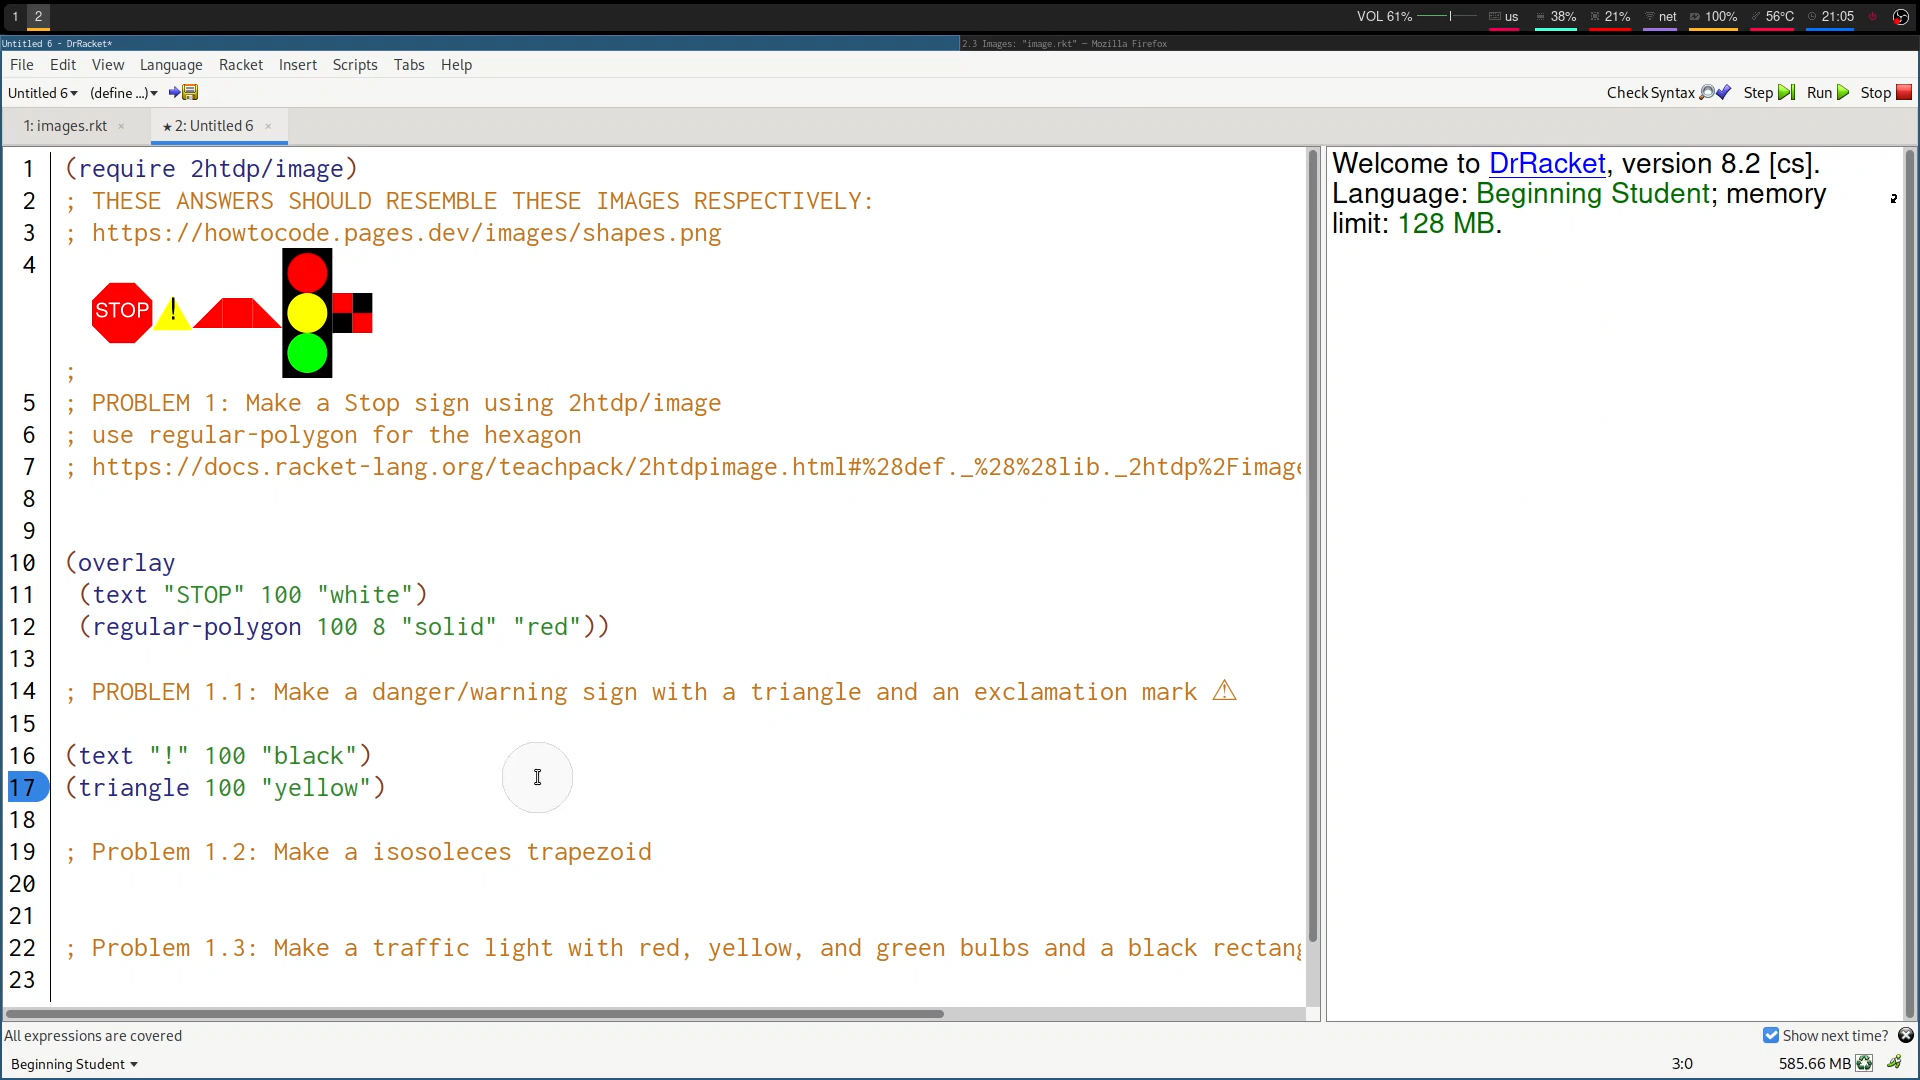 1 2 VOL 61% us 38% 21% net 100% 56°C 21:05
Untitled 6 - DrRacket* 2.3 Images: "image.rkt" — Mozilla Firefox
File Edit View Language Racket Insert Scripts Tabs Help
Untitled 6 (define ...) Check Syntax Step Run Stop
1: images.rkt × ★2: Untitled 6 ×
1 (require 2htdp/image)
2 ; THESE ANSWERS SHOULD RESEMBLE THESE IMAGES RESPECTIVELY:
3 ; https://howtocode.pages.dev/images/shapes.png
4
STOP !
;
5 ; PROBLEM 1: Make a Stop sign using 2htdp/image
6 ; use regular-polygon for the hexagon
7 ; https://docs.racket-lang.org/teachpack/2htdpimage.html#%28def._%28%28lib._2htdp%2Fimage
8
9
10 (overlay
11 (text "STOP" 100 "white")
12 (regular-polygon 100 8 "solid" "red"))
13
14 ; PROBLEM 1.1: Make a danger/warning sign with a triangle and an exclamation mark ⚠
15
16 (text "!" 100 "black")
17 (triangle 100 "yellow")
18
19 ; Problem 1.2: Make a isosoleces trapezoid
20
21
22 ; Problem 1.3: Make a traffic light with red, yellow, and green bulbs and a black rectang
23
Welcome to DrRacket, version 8.2 [cs].
Language: Beginning Student; memory
limit: 128 MB.
All expressions are covered Show next time?
Beginning Student 3:0 585.66 MB